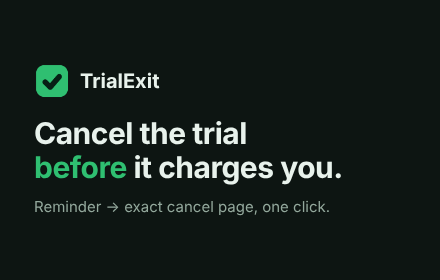 TrialExit
Cancel the trial
before it charges you.
Reminder → exact cancel page, one click.